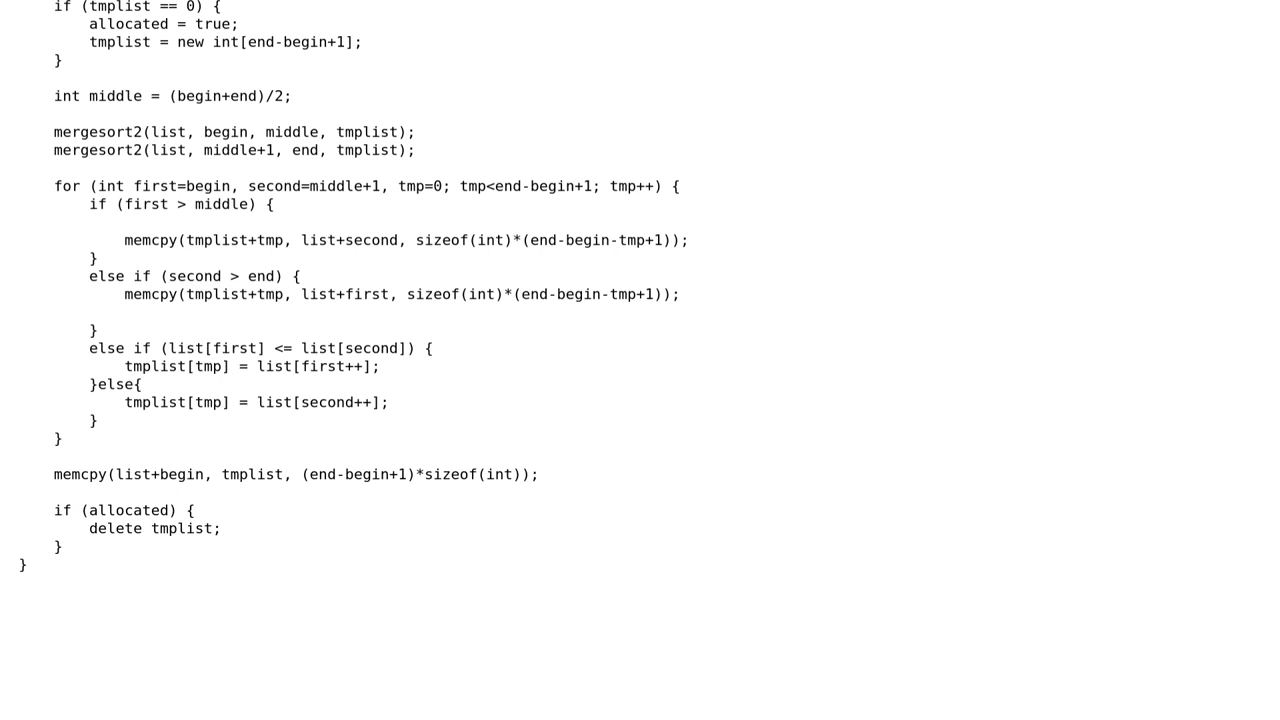 if (tmplist == 0) {
allocated = true;
tmplist = new int[end-begin+1];
}
int middle = (begin+end)/2;
mergesort2(list, begin, middle, tmplist);
mergesort2(list, middle+1, end, tmplist);
for (int first=begin, second=middle+1, tmp=0; tmp<end-begin+1; tmp++) {
if (first > middle) {
memcpy(tmplist+tmp, list+second, sizeof(int)*(end-begin-tmp+1));
}
else if (second > end) {
memcpy(tmplist+tmp, list+first, sizeof(int)*(end-begin-tmp+1));
}
else if (list[first] <= list[second]) {
tmplist[tmp] = list[first++];
}else{
tmplist[tmp] = list[second++];
}
}
memcpy(list+begin, tmplist, (end-begin+1)*sizeof(int));
if (allocated) {
delete tmplist;
}
}